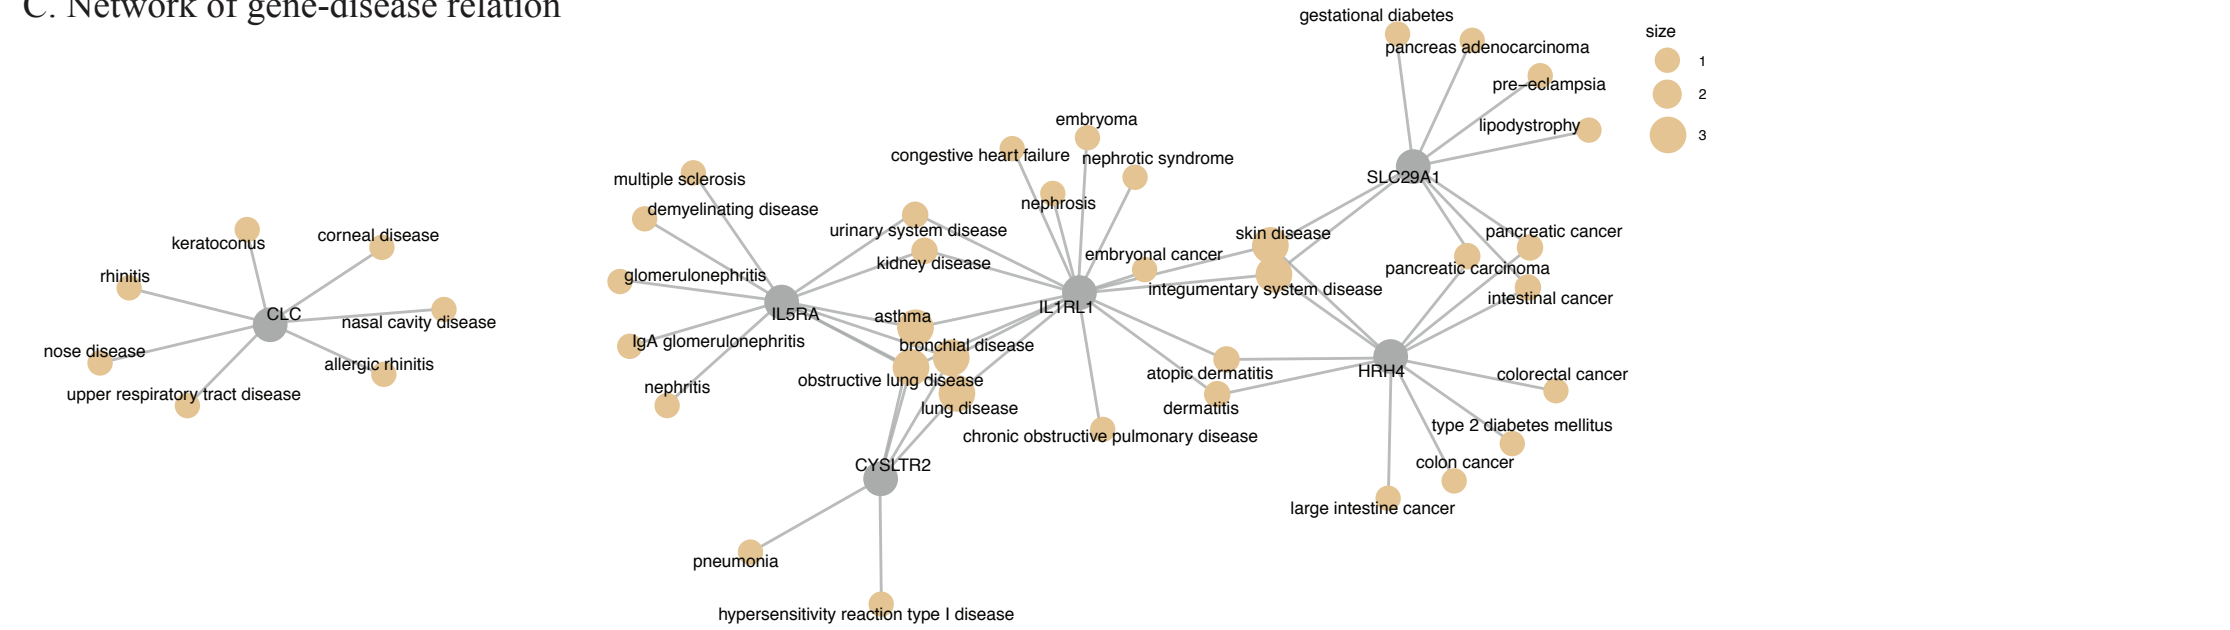 C. Network of gene-disease relation
gestational diabetes
size
pancreas adenocarcinoma
1
pre−eclampsia
2
embryoma
lipodystrophy
3
congestive heart failure
nephrotic syndrome
multiple sclerosis
SLC29A1
nephrosis
demyelinating disease
urinary system disease
skin disease
pancreatic cancer
corneal disease
keratoconus
embryonal cancer
kidney disease
pancreatic carcinoma
rhinitis
glomerulonephritis
integumentary system disease
intestinal cancer
CLC
IL5RA
IL1RL1
asthma
nasal cavity disease
IgA glomerulonephritis
bronchial disease
nose disease
allergic rhinitis
atopic dermatitis
HRH4
colorectal cancer
obstructive lung disease
nephritis
upper respiratory tract disease
lung disease
dermatitis
type 2 diabetes mellitus
chronic obstructive pulmonary disease
CYSLTR2
colon cancer
large intestine cancer
pneumonia
hypersensitivity reaction type I disease